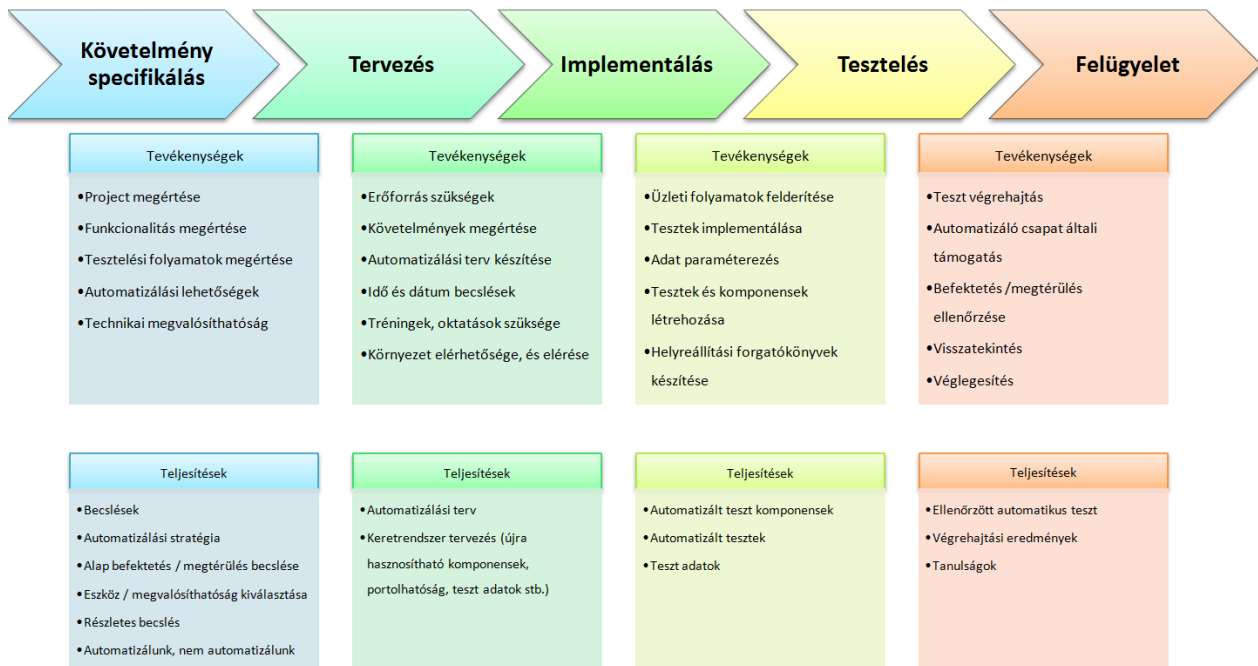 Követelmény
specifikálás
Tervezés
Implementálás
Tesztelés
Felügyelet
Tevékenységek
•Project megértése
•Funkcionalitás megértése
•Tesztelési folyamatok megértése
•Automatizálási lehetőségek
•Technikai megvalósíthatóság
Tevékenységek
•Erőforrás szükségek
•Követelmények megértése
•Automatizálási terv készítése
•Idő és dátum becslések
•Tréningek, oktatások szüksége
•Környezet elérhetősége, és elérése
Tevékenységek
•Üzleti folyamatok felderítése
•Tesztek implementálása
•Adat paraméterezés
•Tesztek és komponensek
létrehozása
•Helyreállítási forgatókönyvek
készítése
Tevékenységek
•Teszt végrehajtás
•Automatizáló csapat általi
támogatás
•Befektetés /megtérülés
ellenőrzése
•Visszatekintés
•Véglegesítés
Teljesítések
•Becslések
•Automatizálási stratégia
•Alap befektetés / megtérülés becslése
•Eszköz / megvalósíthatóság kiválasztása
•Részletes becslés
•Automatizálunk, nem automatizálunk
Teljesítések
•Automatizálási terv
•Keretrendszer tervezés (újra
hasznosítható komponensek,
portolhatóság, teszt adatok stb.)
Teljesítések
•Automatizált teszt komponensek
•Automatizált tesztek
•Teszt adatok
Teljesítések
•Ellenőrzött automatikus teszt
•Végrehajtási eredmények
•Tanulságok